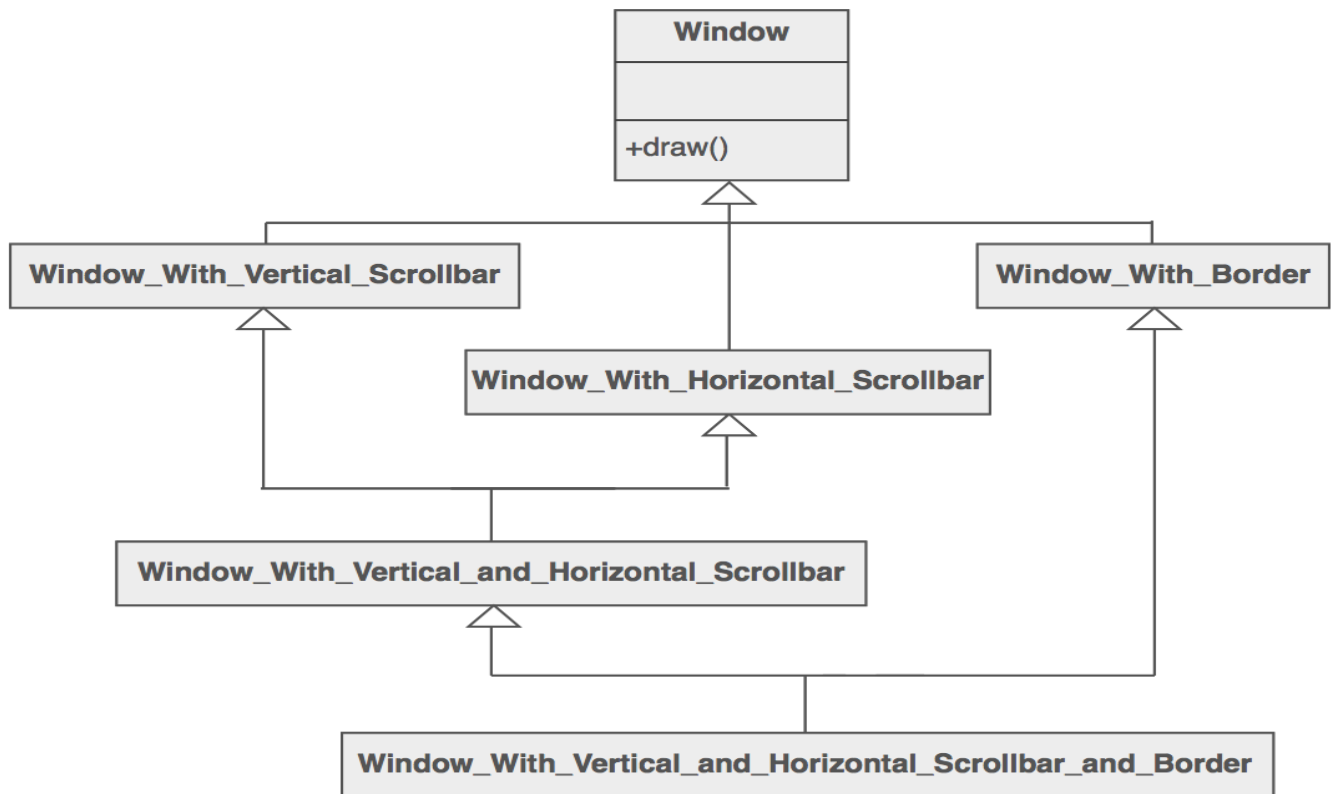 Window
+draw()
Window_With_Vertical_Scrollbar
Window_With_Border
Window_With_Horizontal_Scrollbar
Window_With_Vertical_and_Horizontal_Scrollbar
Window_With_Vertical_and_Horizontal_Scrollbar_and_Border